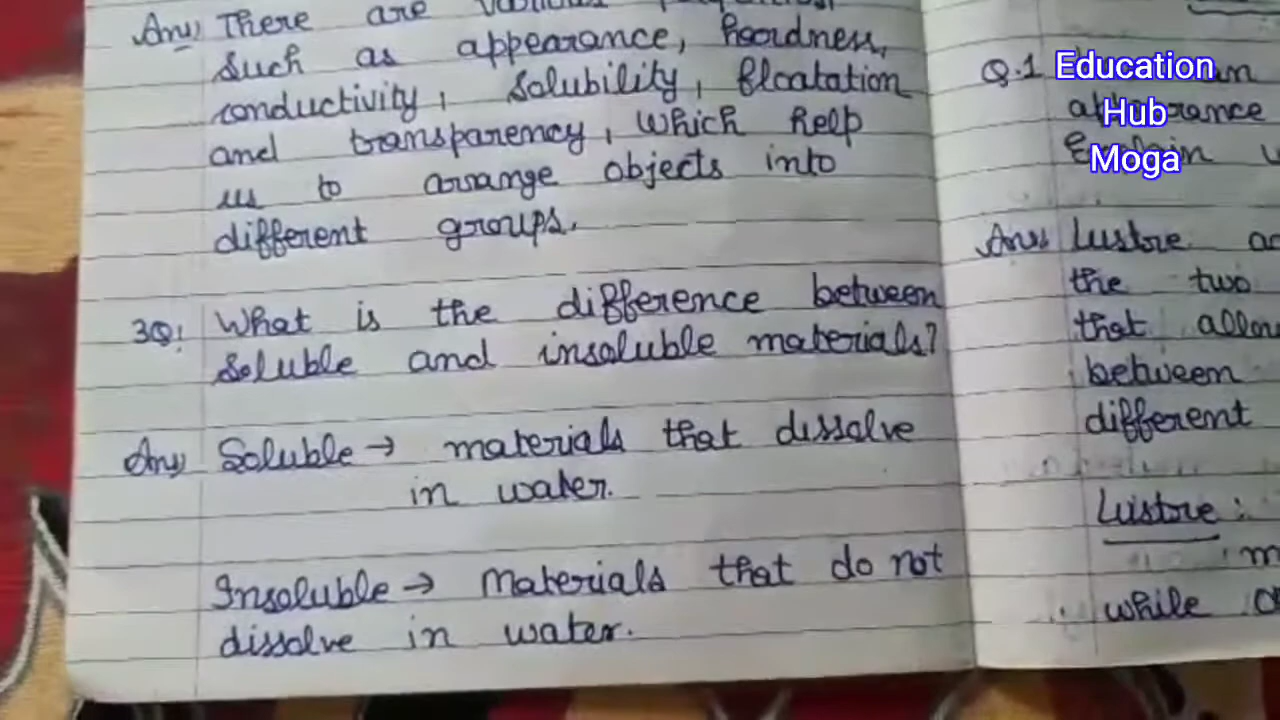 Ans) There are various properties,
such as appearance, hardness,
conductivity, solubility, floatation
and transparency, which help
us to arrange objects into
different groups.
3Q! What is the difference between
soluble and insoluble materials?
Ans) Soluble → materials that dissolve
in water.
Insoluble → Materials that do not
dissolve in water.
Q.1
Education
Hub
Moga
Ans) Lustre
the two
that
between
different
Lustre :
while